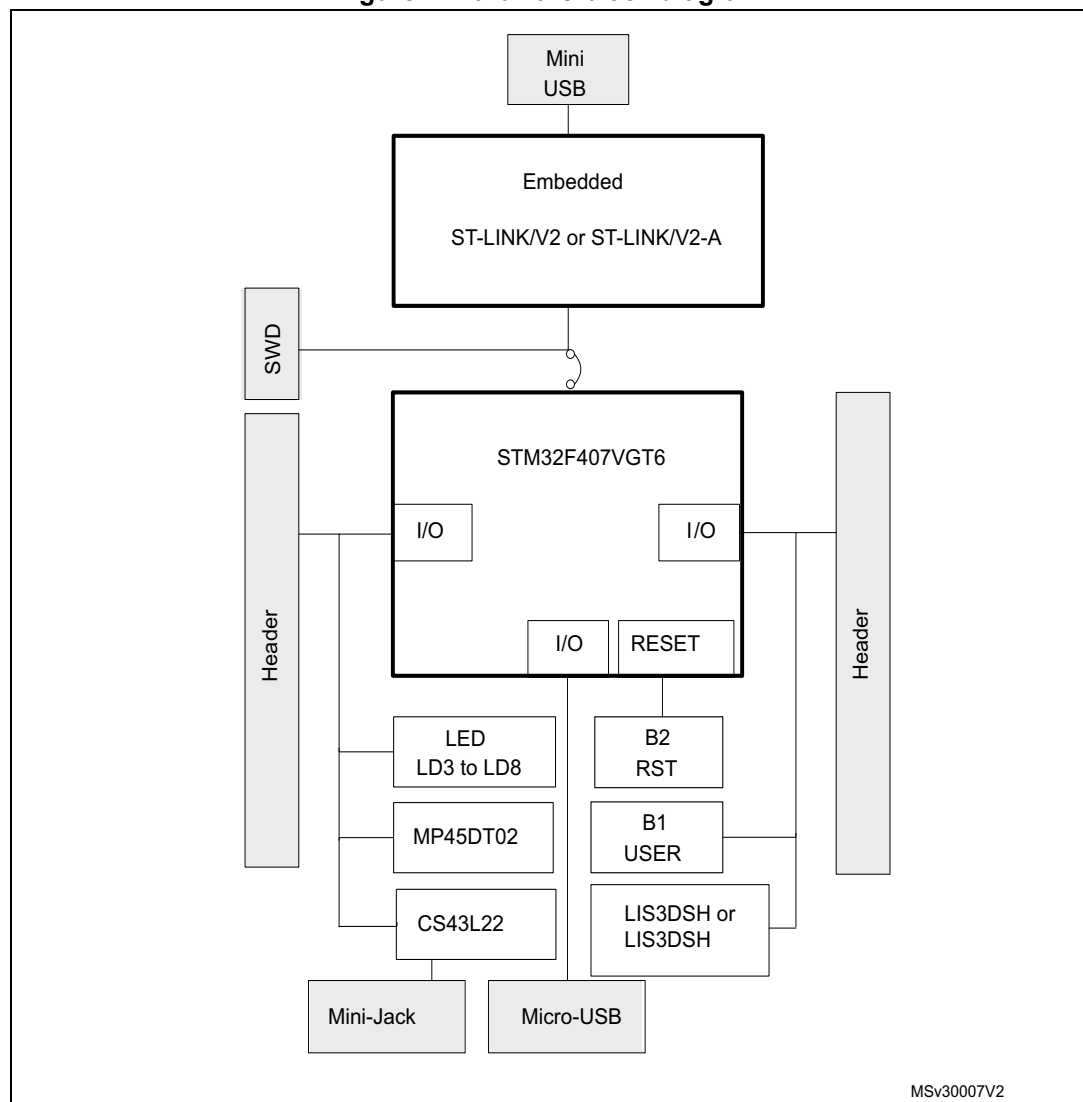 Mini
USB
Embedded
ST-LINK/V2 or ST-LINK/V2-A
SWD
STM32F407VGT6
I/O
I/O
Header
Header
I/O
RESET
LED
LD3 to LD8
B2
RST
MP45DT02
B1
USER
CS43L22
LIS3DSH or
LIS3DSH
Mini-Jack
Micro-USB
MSv30007V2